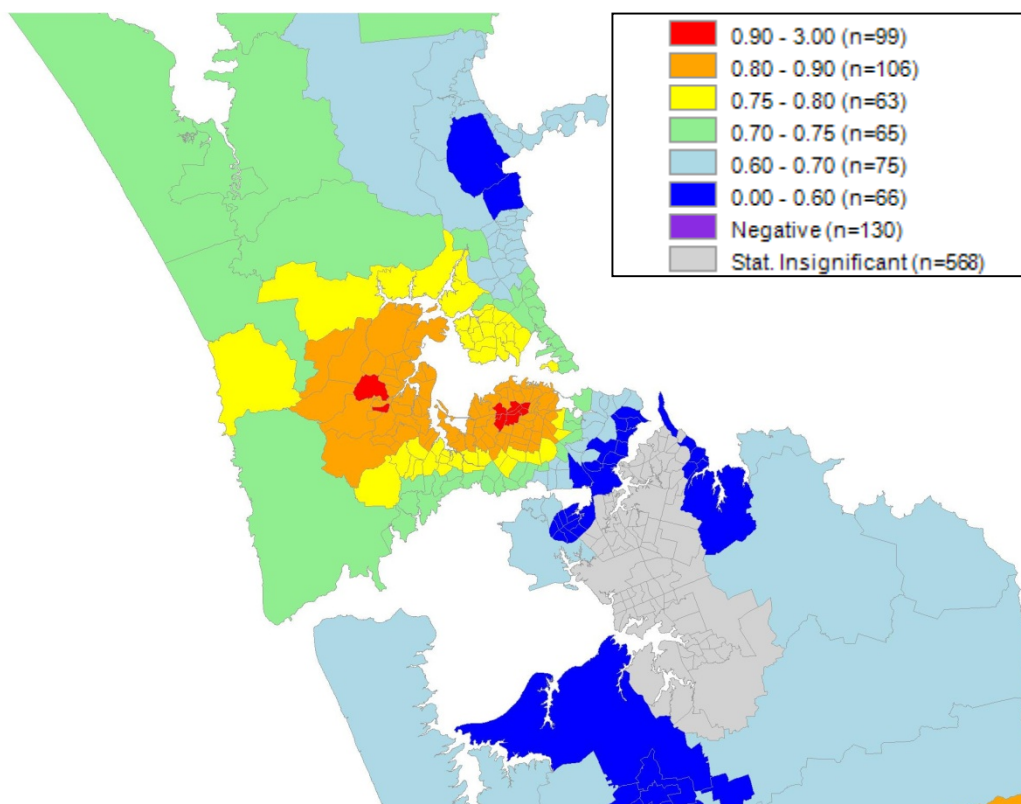 0.90 - 3.00 (n=99)
0.80 - 0.90 (n=106)
0.75 - 0.80 (n=63)
0.70 - 0.75 (n=65)
0.60 - 0.70 (n=75)
0.00 - 0.60 (n=66)
Negative (n=130)
Stat. Insignificant (n=568)